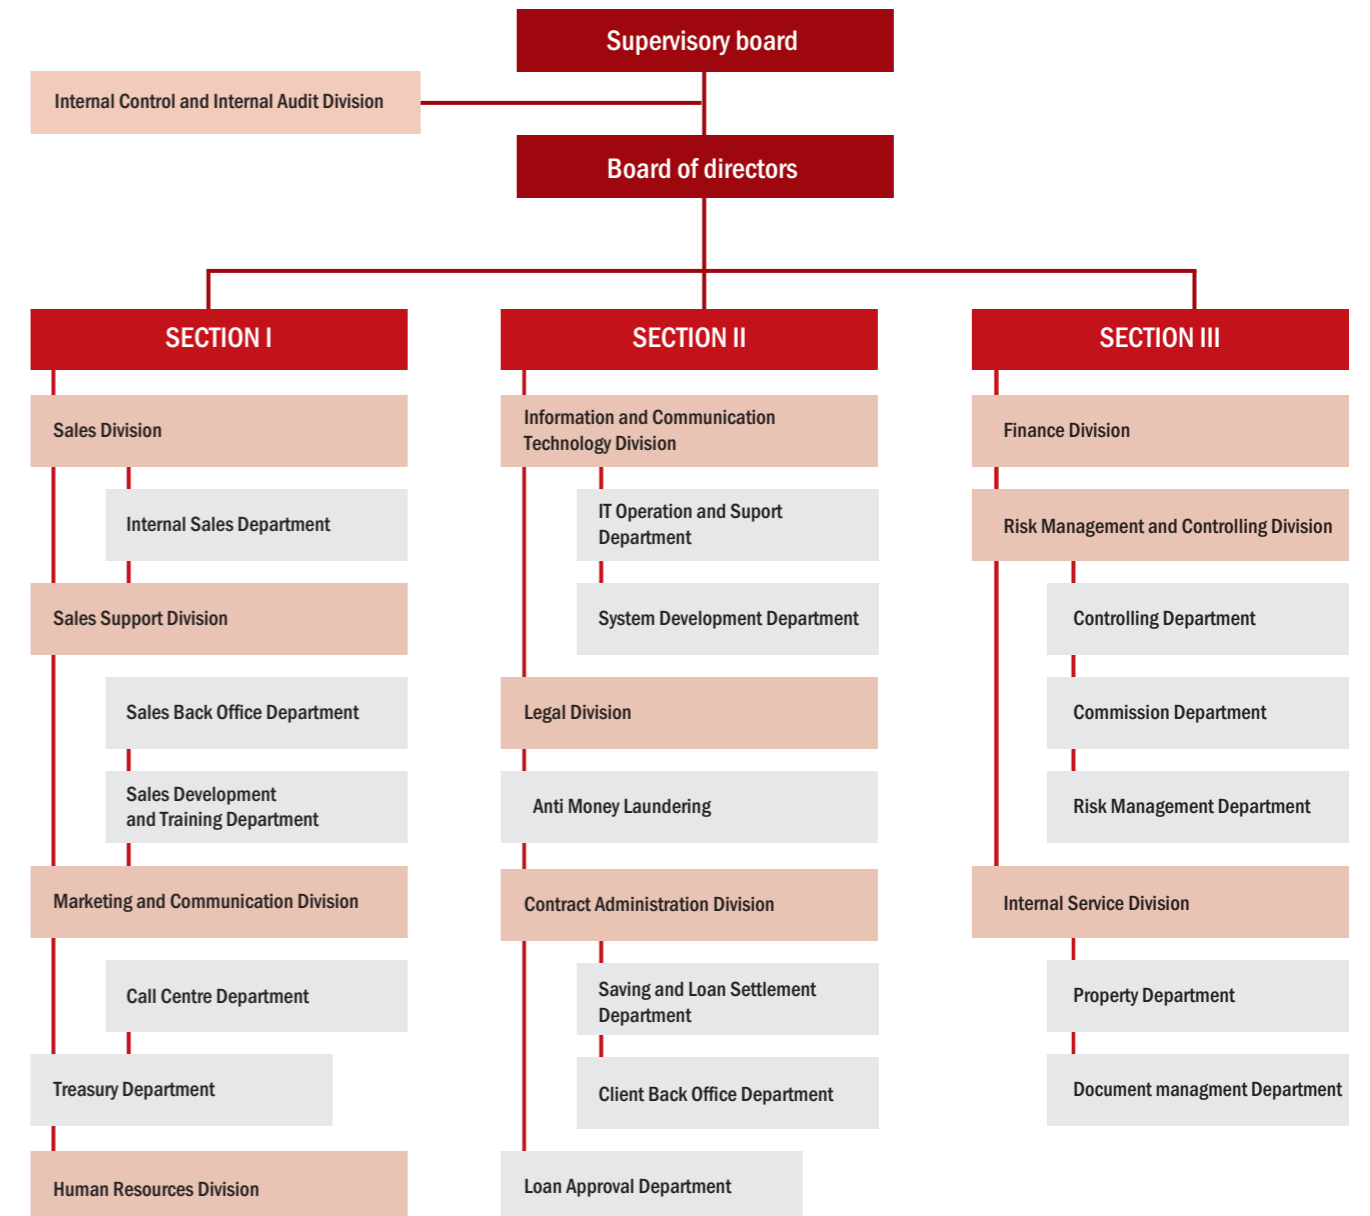 Supervisory board
Internal Control and Internal Audit Division
Board of directors
SECTION I
Sales Division
Internal Sales Department
Sales Support Division
Sales Back Office Department
Sales Development
and Training Department
Marketing and Communication Division
Call Centre Department
Treasury Department
Human Resources Division
SECTION II
Information and Communication
Technology Division
IT Operation and Suport
Department
System Development Department
Legal Division
Anti Money Laundering
Contract Administration Division
Saving and Loan Settlement
Department
Client Back Office Department
Loan Approval Department
SECTION III
Finance Division
Risk Management and Controlling Division
Controlling Department
Commission Department
Risk Management Department
Internal Service Division
Property Department
Document managment Department